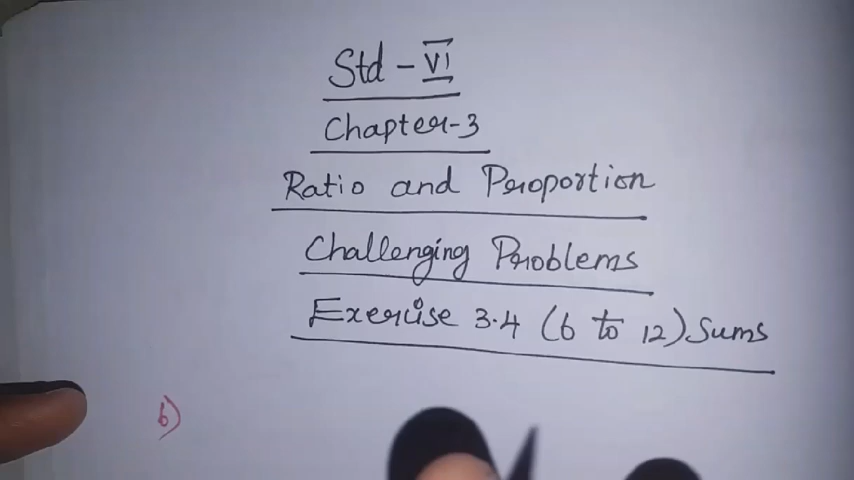 Std - VI
Chapter-3
Ratio and Proportion
Challenging Problems
Exercise 3.4 (6 to 12) Sums
6)